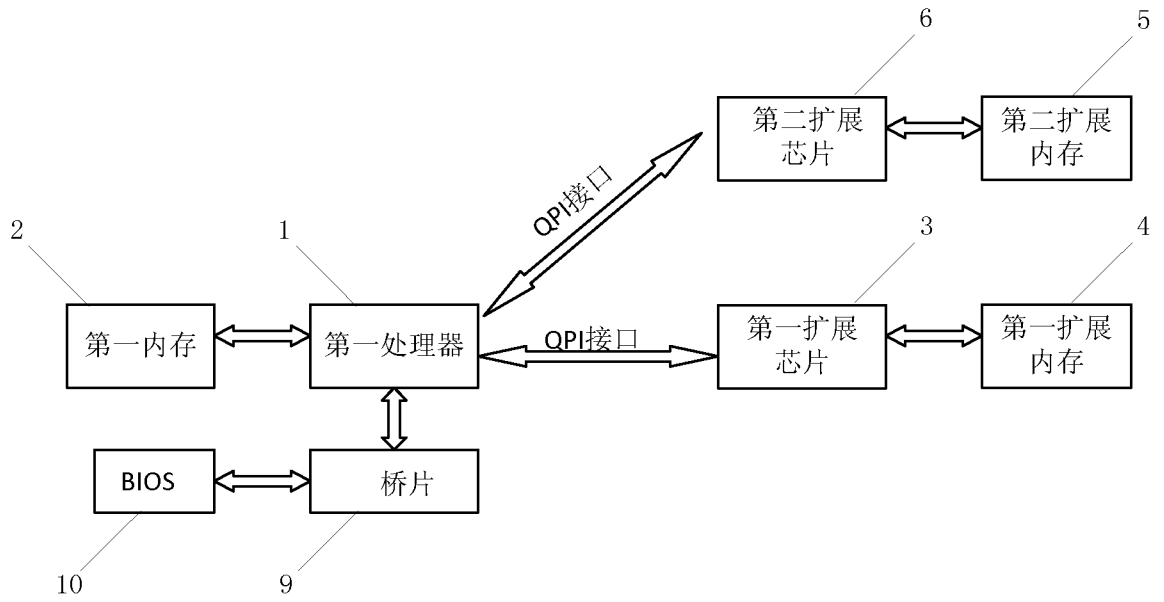 6
5
第二扩展
芯片
第二扩展
内存
QPI接口
2
1
3
4
第一内存
第一处理器
QPI接口
第一扩展
芯片
第一扩展
内存
BIOS
桥片
10
9